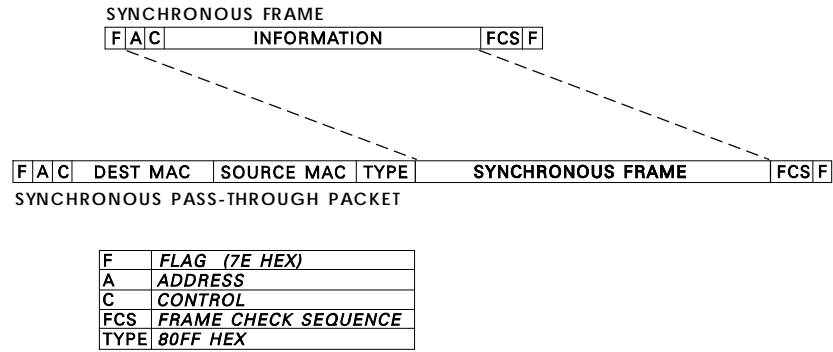 SYNCHRONOUS FRAME
F A C INFORMATION FCS F
F A C DEST MAC SOURCE MAC TYPE SYNCHRONOUS FRAME FCS F
SYNCHRONOUS PASS-THROUGH PACKET
F FLAG (7E HEX)
A ADDRESS
C CONTROL
FCS FRAME CHECK SEQUENCE
TYPE 80FF HEX